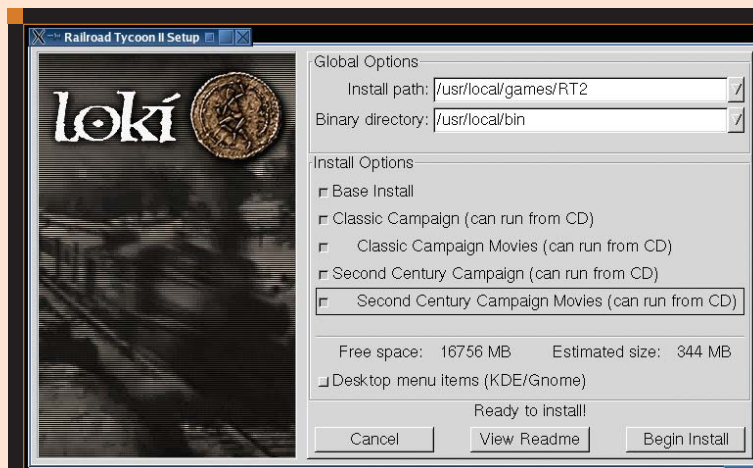 Railroad Tycoon II Setup
loki
Global Options
Install path: /usr/local/games/RT2
Binary directory: /usr/local/bin
Install Options
Base Install
Classic Campaign (can run from CD)
Classic Campaign Movies (can run from CD)
Second Century Campaign (can run from CD)
Second Century Campaign Movies (can run from CD)
Free space: 16756 MB Estimated size: 344 MB
Desktop menu items (KDE/Gnome)
Ready to install!
Cancel View Readme Begin Install